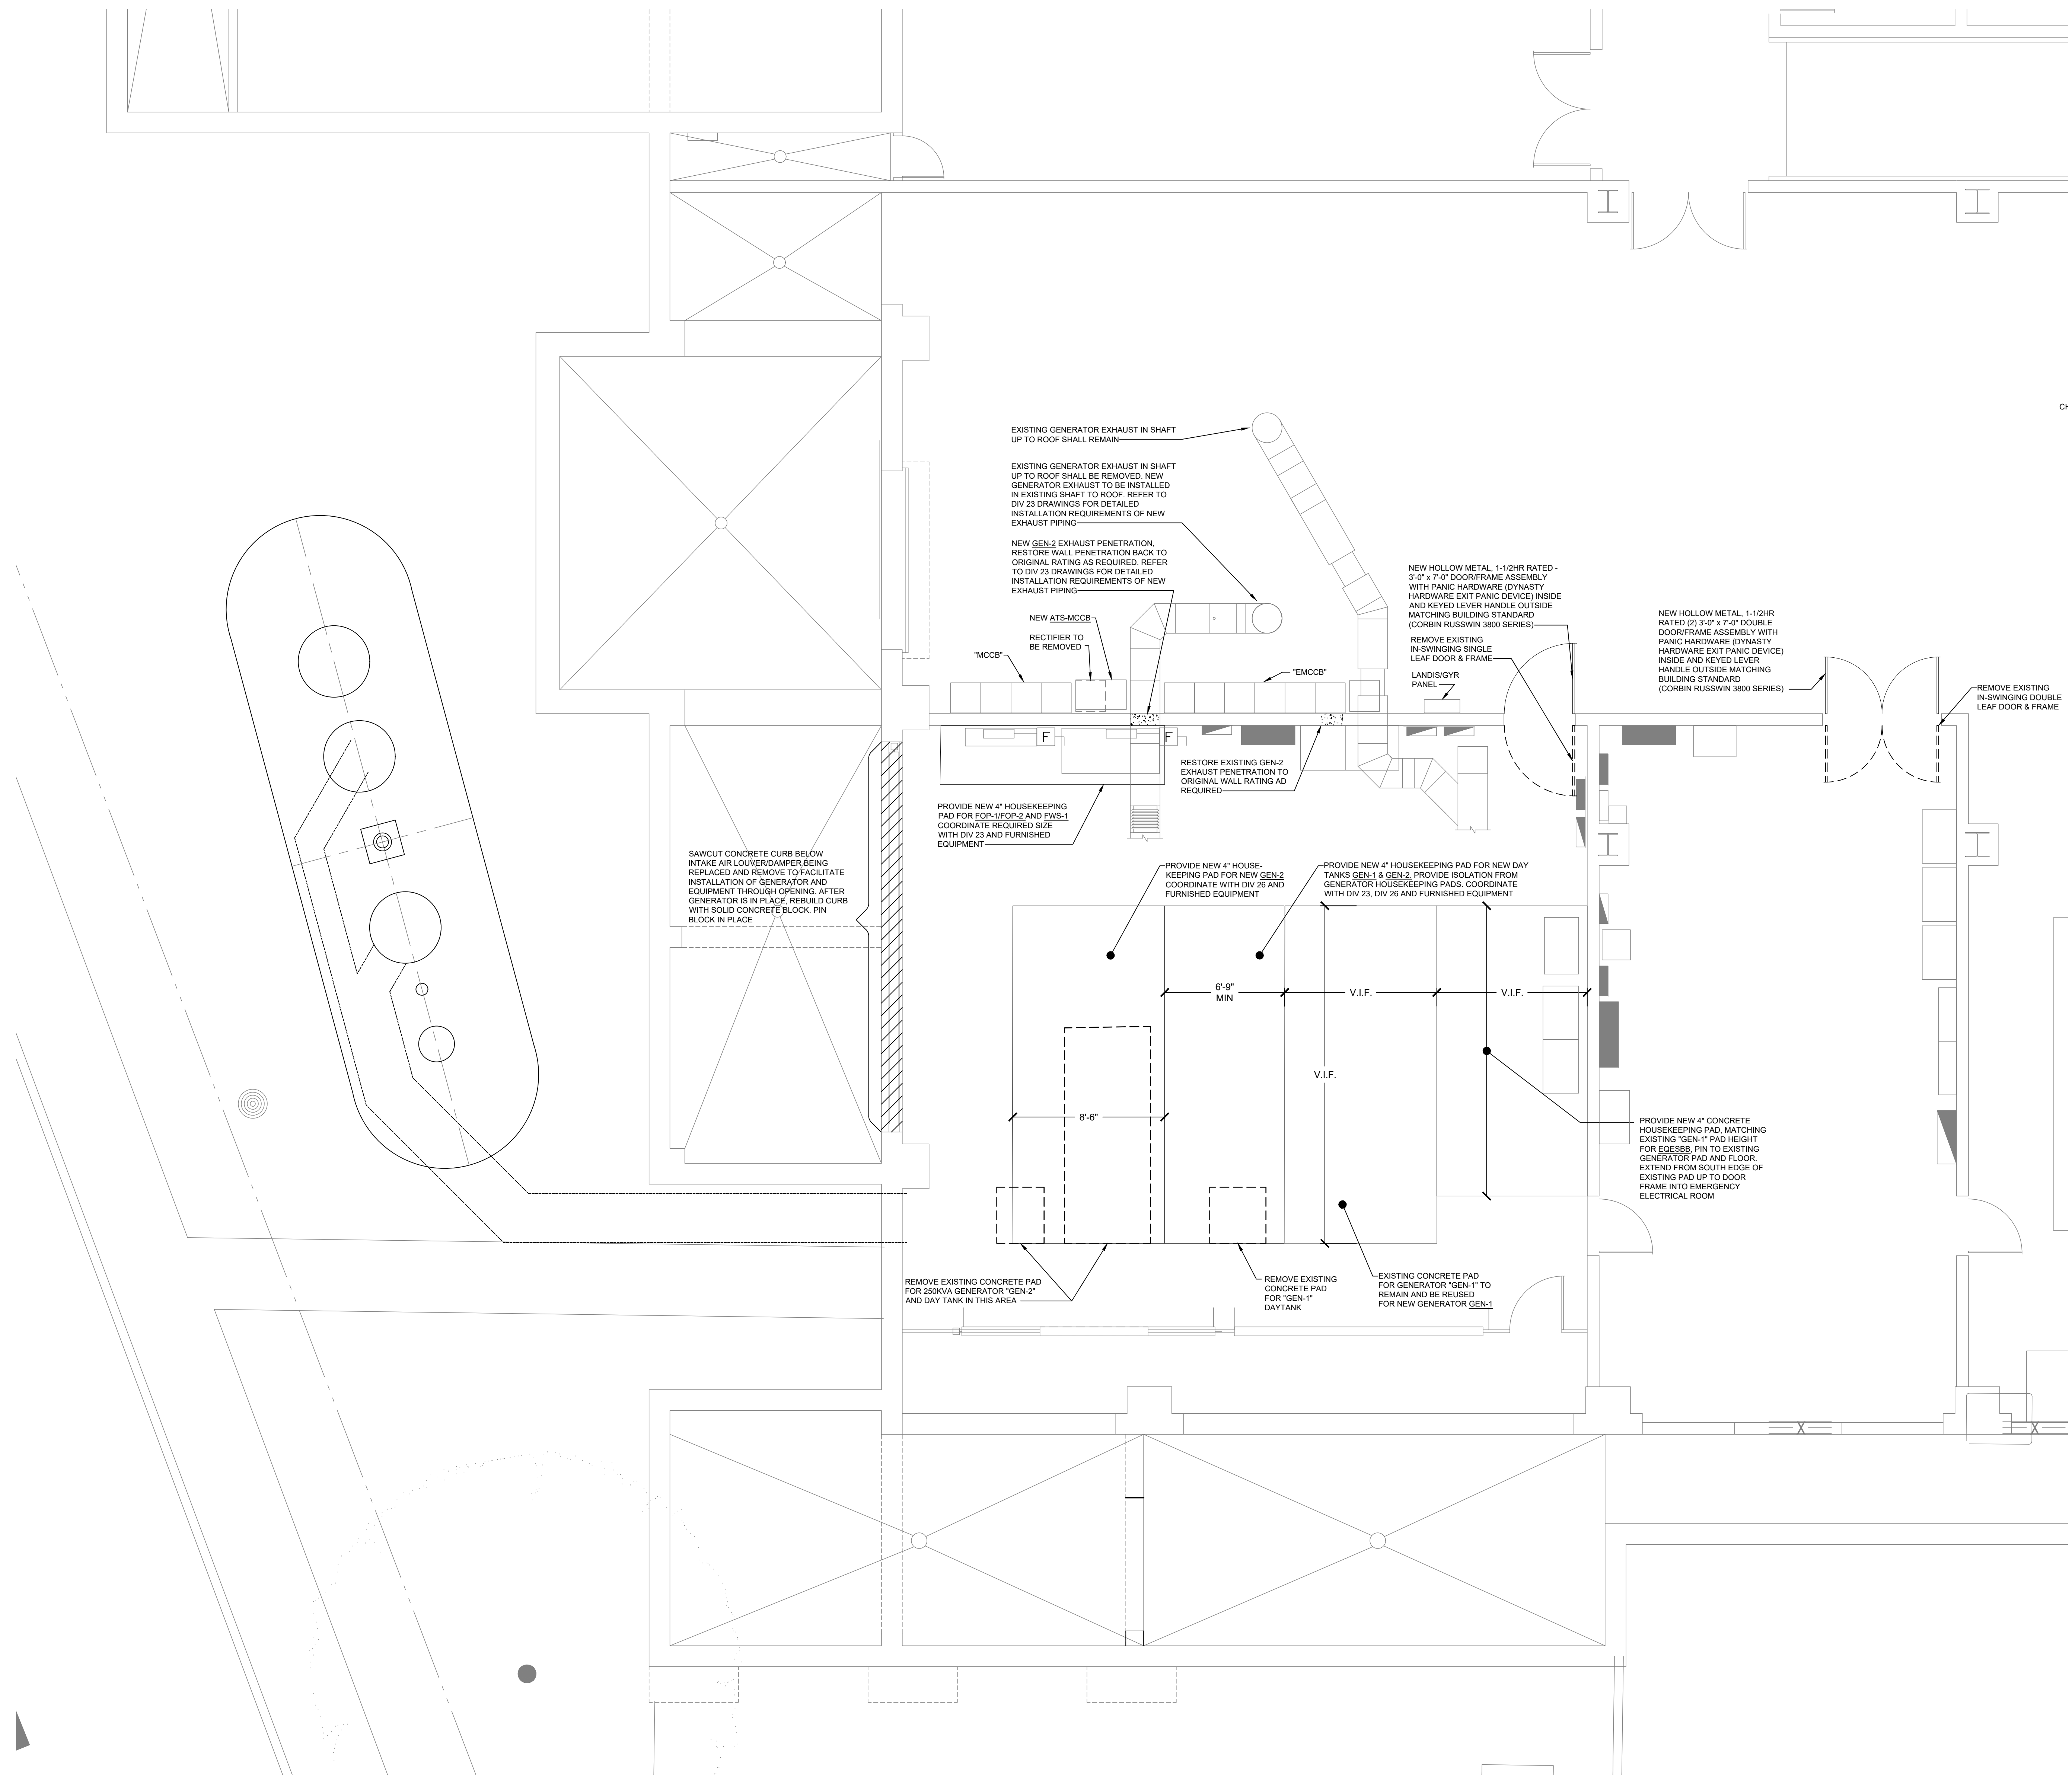 CH
EXISTING GENERATOR EXHAUST IN SHAFT
UP TO ROOF SHALL REMAIN
EXISTING GENERATOR EXHAUST IN SHAFT
UP TO ROOF SHALL BE REMOVED. NEW
GENERATOR EXHAUST TO BE INSTALLED
IN EXISTING SHAFT TO ROOF. REFER TO
DIV 23 DRAWINGS FOR DETAILED
INSTALLATION REQUIREMENTS OF NEW
EXHAUST PIPING
NEW GEN-2 EXHAUST PENETRATION,
RESTORE WALL PENETRATION BACK TO
ORIGINAL RATING AS REQUIRED. REFER
TO DIV 23 DRAWINGS FOR DETAILED
INSTALLATION REQUIREMENTS OF NEW
EXHAUST PIPING
NEW ATS-MCCB
RECTIFIER TO
BE REMOVED
"MCCB"
"EMCCB"
NEW HOLLOW METAL, 1-1/2HR RATED -
3'-0" x 7'-0" DOOR/FRAME ASSEMBLY
WITH PANIC HARDWARE (DYNASTY
HARDWARE EXIT PANIC DEVICE) INSIDE
AND KEYED LEVER HANDLE OUTSIDE
MATCHING BUILDING STANDARD
(CORBIN RUSSWIN 3800 SERIES)
REMOVE EXISTING
IN-SWINGING SINGLE
LEAF DOOR & FRAME
LANDIS/GYR
PANEL
NEW HOLLOW METAL, 1-1/2HR
RATED (2) 3'-0" x 7'-0" DOUBLE
DOOR/FRAME ASSEMBLY WITH
PANIC HARDWARE (DYNASTY
HARDWARE EXIT PANIC DEVICE)
INSIDE AND KEYED LEVER
HANDLE OUTSIDE MATCHING
BUILDING STANDARD
(CORBIN RUSSWIN 3800 SERIES)
REMOVE EXISTING
IN-SWINGING DOUBLE
LEAF DOOR & FRAME
F
F
RESTORE EXISTING GEN-2
EXHAUST PENETRATION TO
ORIGINAL WALL RATING AD
REQUIRED
PROVIDE NEW 4" HOUSEKEEPING
PAD FOR FOP-1/FOP-2 AND FWS-1
COORDINATE REQUIRED SIZE
WITH DIV 23 AND FURNISHED
EQUIPMENT
SAWCUT CONCRETE CURB BELOW
INTAKE AIR LOUVER/DAMPER BEING
REPLACED AND REMOVE TO FACILITATE
INSTALLATION OF GENERATOR AND
EQUIPMENT THROUGH OPENING. AFTER
GENERATOR IS IN PLACE, REBUILD CURB
WITH SOLID CONCRETE BLOCK. PIN
BLOCK IN PLACE
PROVIDE NEW 4" HOUSE-
KEEPING PAD FOR NEW GEN-2
COORDINATE WITH DIV 26 AND
FURNISHED EQUIPMENT
PROVIDE NEW 4" HOUSEKEEPING PAD FOR NEW DAY
TANKS GEN-1 & GEN-2. PROVIDE ISOLATION FROM
GENERATOR HOUSEKEEPING PADS. COORDINATE
WITH DIV 23, DIV 26 AND FURNISHED EQUIPMENT
6'-9"
MIN
V.I.F.
V.I.F.
V.I.F.
8'-6"
PROVIDE NEW 4" CONCRETE
HOUSEKEEPING PAD, MATCHING
EXISTING "GEN-1" PAD HEIGHT
FOR EQESBB, PIN TO EXISTING
GENERATOR PAD AND FLOOR.
EXTEND FROM SOUTH EDGE OF
EXISTING PAD UP TO DOOR
FRAME INTO EMERGENCY
ELECTRICAL ROOM
REMOVE EXISTING CONCRETE PAD
FOR 250KVA GENERATOR "GEN-2"
AND DAY TANK IN THIS AREA
REMOVE EXISTING
CONCRETE PAD
FOR "GEN-1"
DAYTANK
EXISTING CONCRETE PAD
FOR GENERATOR "GEN-1" TO
REMAIN AND BE REUSED
FOR NEW GENERATOR GEN-1